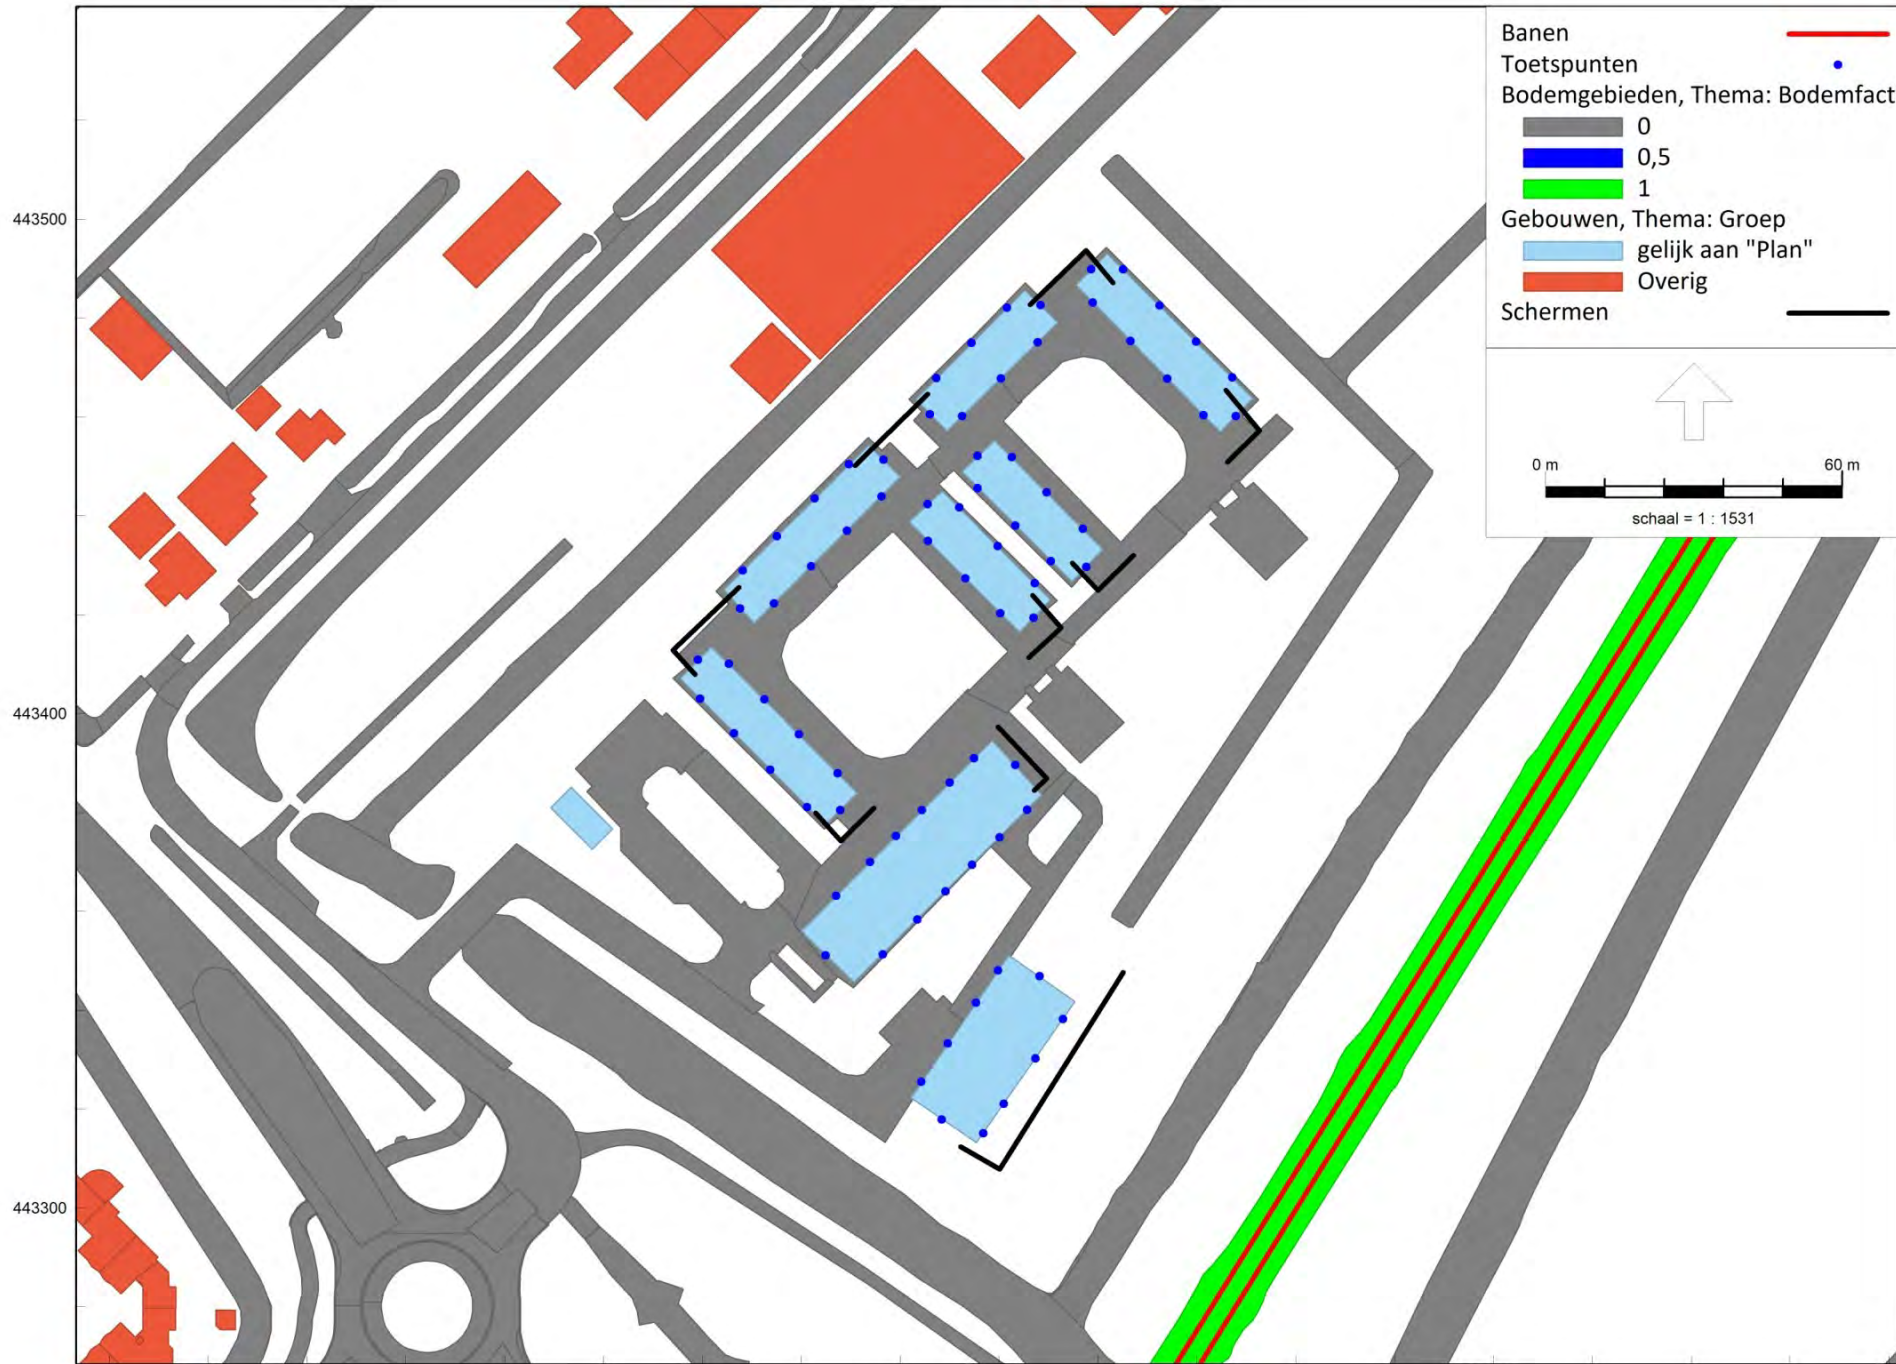 Banen
Toetspunten
Bodemgebieden, Thema: Bodemfact
0
0,5
1
Gebouwen, Thema: Groep
gelijk aan "Plan"
Overig
Schermen
0 m 60 m
schaal = 1 : 1531
443500
443400
443300